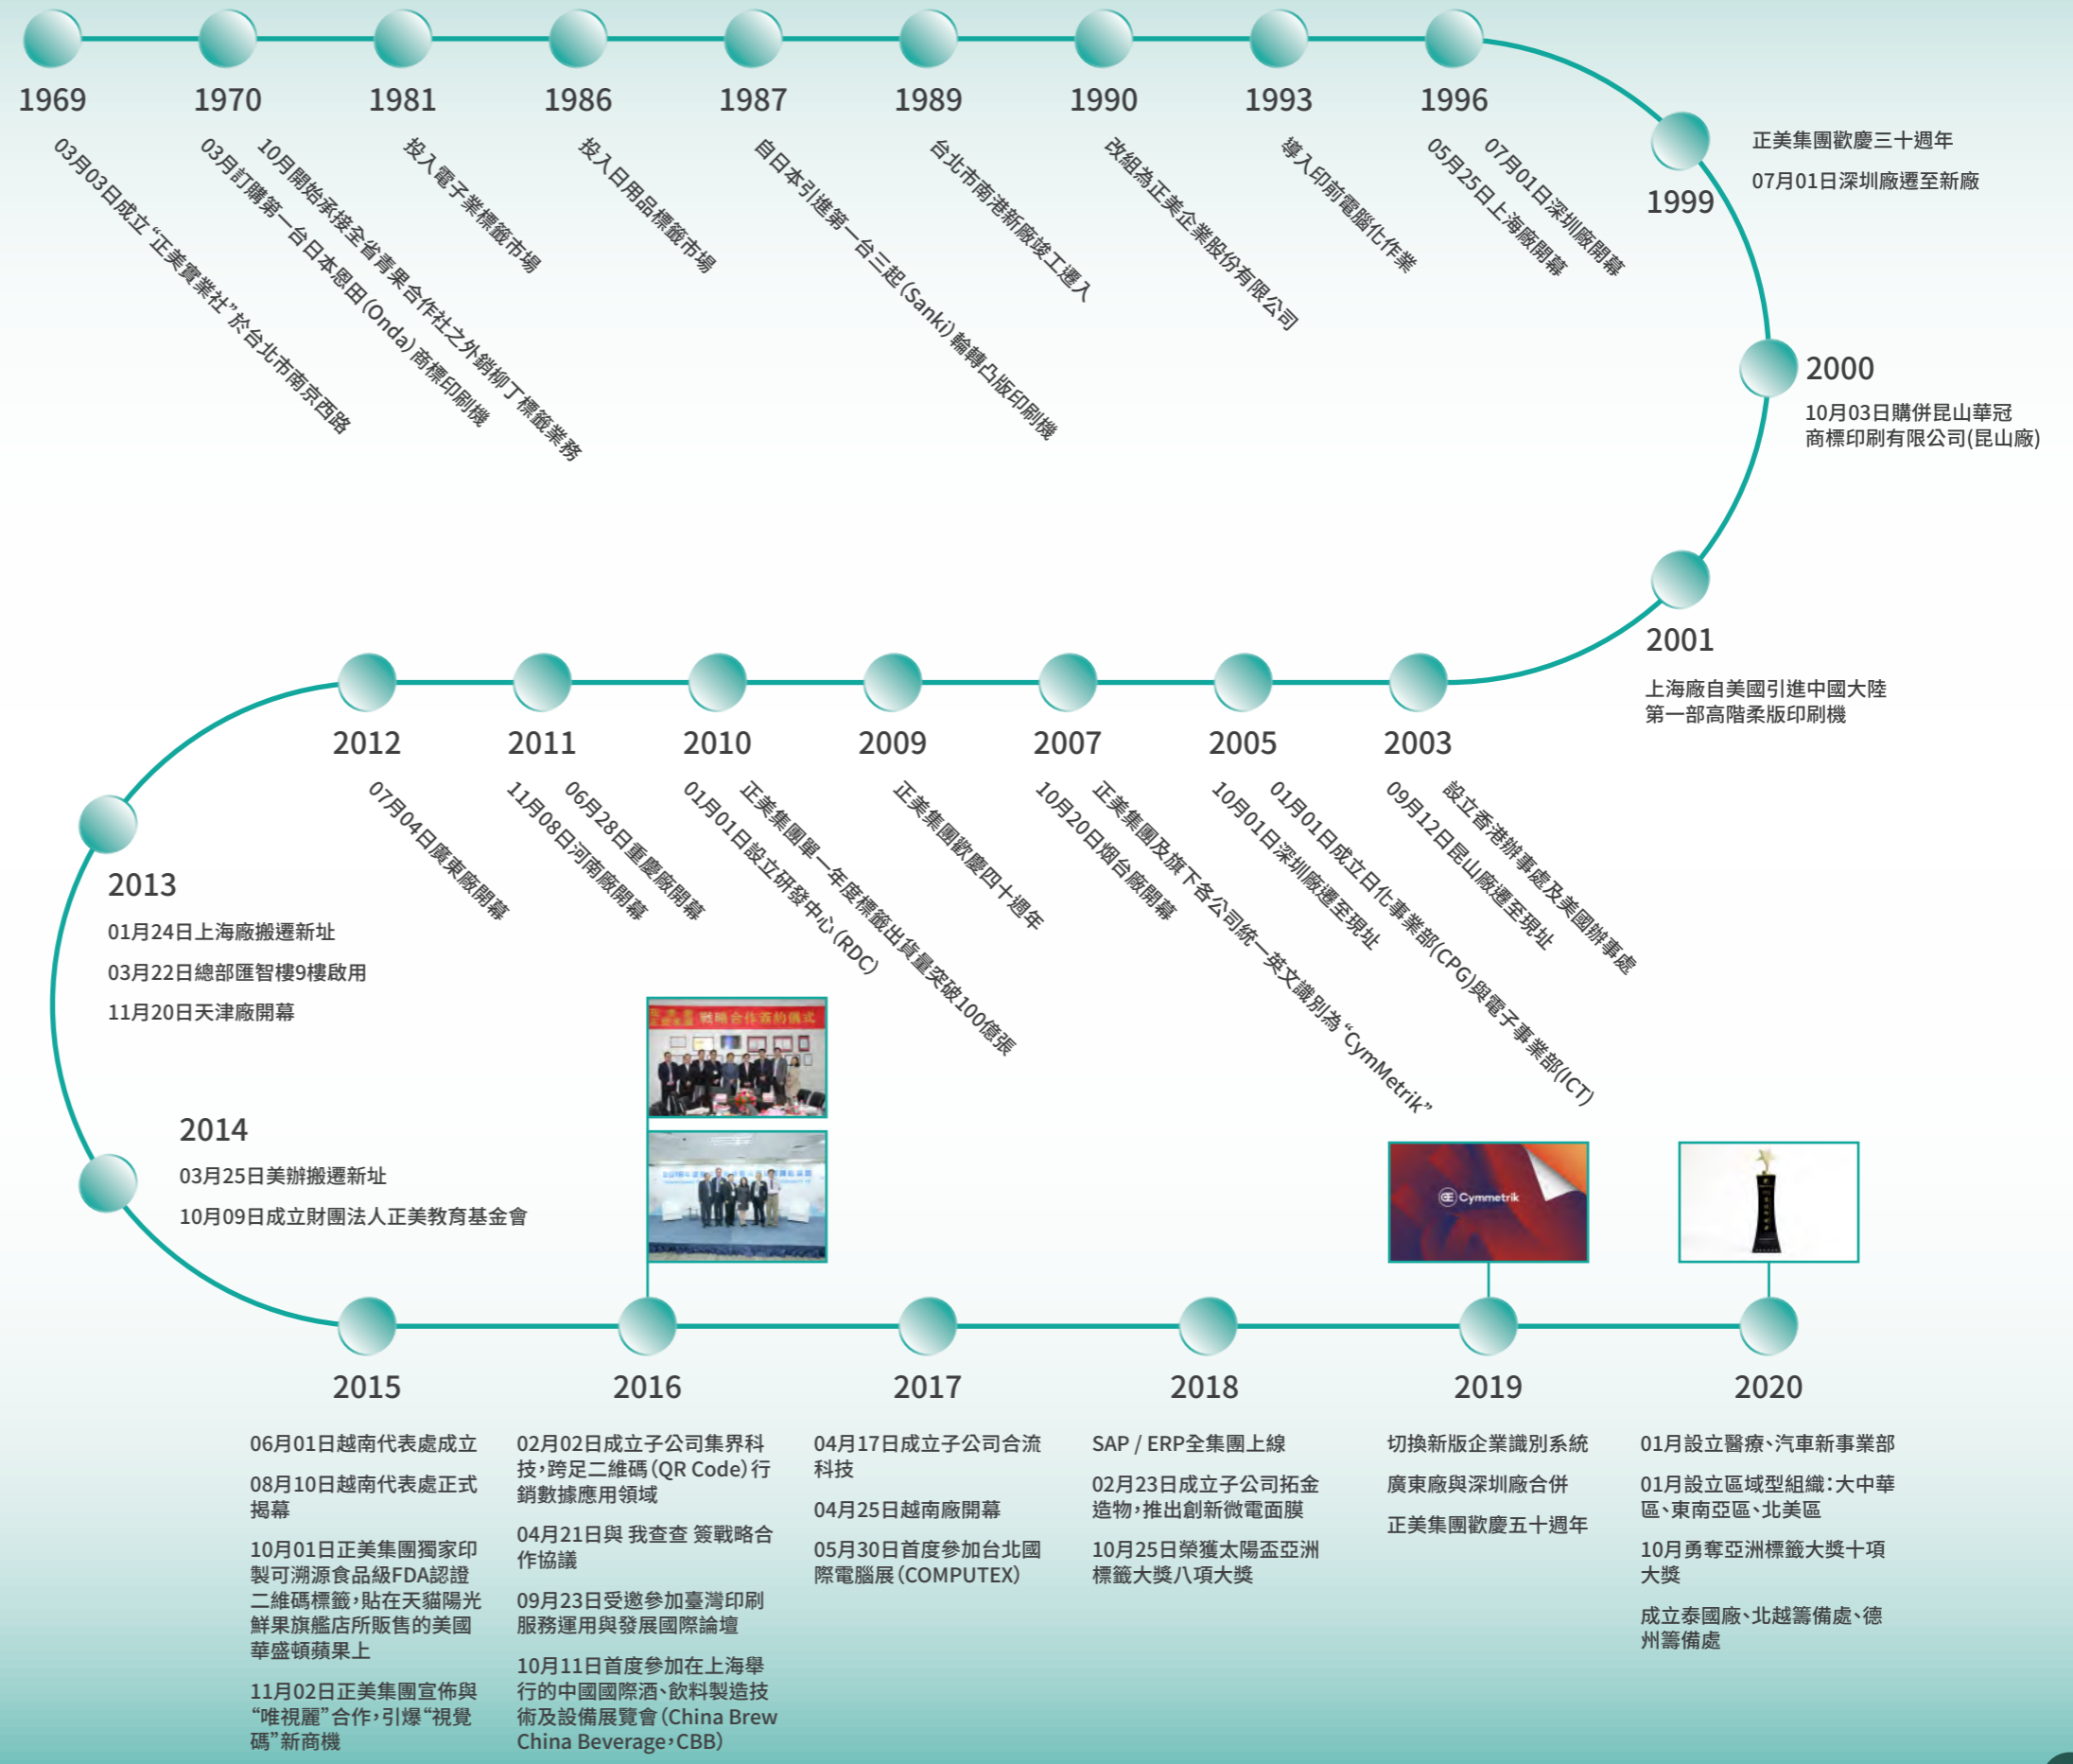 1969
03月03日成立“正美實業社”於台北市南京西路
1970
03月訂購第一台日本恩田（Onda）商標印刷機
10月開始承接全省青果合作社之外銷柳丁標籤業務
1981
投入電子業標籤市場
1986
投入日用品標籤市場
1987
自日本引進第一台三起（Sanki）輪轉凸版印刷機
1989
台北市南港新廠竣工遷入
1990
改組為正美企業股份有限公司
1993
導入印前電腦化作業
1996
05月25日上海廠開幕
07月01日深圳廠開幕
1999
正美集團歡慶三十週年
07月01日深圳廠遷至新廠
2000
10月03日購併昆山華冠
商標印刷有限公司(昆山廠)
2001
上海廠自美國引進中國大陸
第一部高階柔版印刷機
2003
09月12日昆山廠遷至現址
設立香港辦事處及美國辦事處
2005
10月01日深圳廠遷至現址
01月01日成立日化事業部(CPG)與電子事業部(ICT)
2007
10月20日烟台廠開幕
正美集團及旗下各公司統一英文識別為“CymMetrik”
2009
正美集團歡慶四十週年
2010
01月01日設立研發中心（RDC）
正美集團單一年度標籤出貨量突破100億張
2011
11月08日河南廠開幕
06月28日重慶廠開幕
2012
07月04日廣東廠開幕
2013
01月24日上海廠搬遷新址
03月22日總部匯智樓9樓啟用
11月20日天津廠開幕
2014
03月25日美辦搬遷新址
10月09日成立財團法人正美教育基金會
戰略合作簽約儀式
Cymmetrik
2015
06月01日越南代表處成立
08月10日越南代表處正式
揭幕
10月01日正美集團獨家印
製可溯源食品級FDA認證
二維碼標籤，貼在天貓陽光
鮮果旗艦店所販售的美國
華盛頓蘋果上
11月02日正美集團宣佈與
“唯視麗”合作，引爆“視覺
碼”新商機
2016
02月02日成立子公司集界科
技，跨足二維碼（QR Code）行
銷數據應用領域
04月21日與 我查查 簽戰略合
作協議
09月23日受邀參加臺灣印刷
服務運用與發展國際論壇
10月11日首度參加在上海舉
行的中國國際酒、飲料製造技
術及設備展覽會（China Brew
China Beverage，CBB）
2017
04月17日成立子公司合流
科技
04月25日越南廠開幕
05月30日首度參加台北國
際電腦展（COMPUTEX）
2018
SAP / ERP全集團上線
02月23日成立子公司拓金
造物，推出創新微電面膜
10月25日榮獲太陽盃亞洲
標籤大獎八項大獎
2019
切換新版企業識別系統
廣東廠與深圳廠合併
正美集團歡慶五十週年
2020
01月設立醫療、汽車新事業部
01月設立區域型組織：大中華
區、東南亞區、北美區
10月勇奪亞洲標籤大獎十項
大獎
成立泰國廠、北越籌備處、德
州籌備處